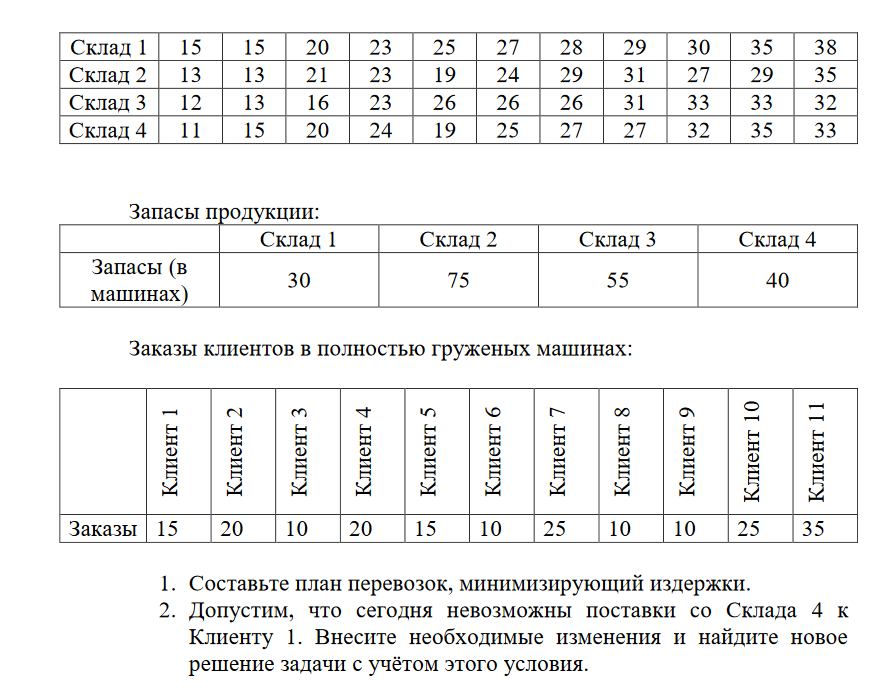 Склад 1 15 15 20 23 25 27 28 29 30 35 38
Склад 2 13 13 21 23 19 24 29 31 27 29 35
Склад 3 12 13 16 23 26 26 26 31 33 33 32
Склад 4 11 15 20 24 19 25 27 27 32 35 33
Запасы продукции:
Склад 1 Склад 2 Склад 3 Склад 4
Запасы (в
машинах) 30 75 55 40
Заказы клиентов в полностью груженых машинах:
Клиент 1 Клиент 2 Клиент 3 Клиент 4 Клиент 5 Клиент 6 Клиент 7 Клиент 8 Клиент 9 Клиент 10 Клиент 11
Заказы 15 20 10 20 15 10 25 10 10 25 35
1. Составьте план перевозок, минимизирующий издержки.
2. Допустим, что сегодня невозможны поставки со Склада 4 к
Клиенту 1. Внесите необходимые изменения и найдите новое
решение задачи с учётом этого условия.